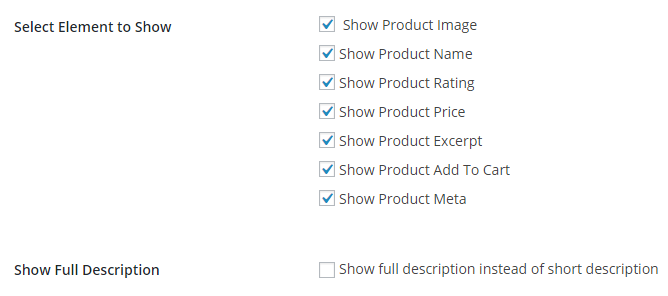 Select Element to Show
Show Product Image
Show Product Name
Show Product Rating
Show Product Price
Show Product Excerpt
Show Product Add To Cart
Show Product Meta
Show Full Description
Show full description instead of short description